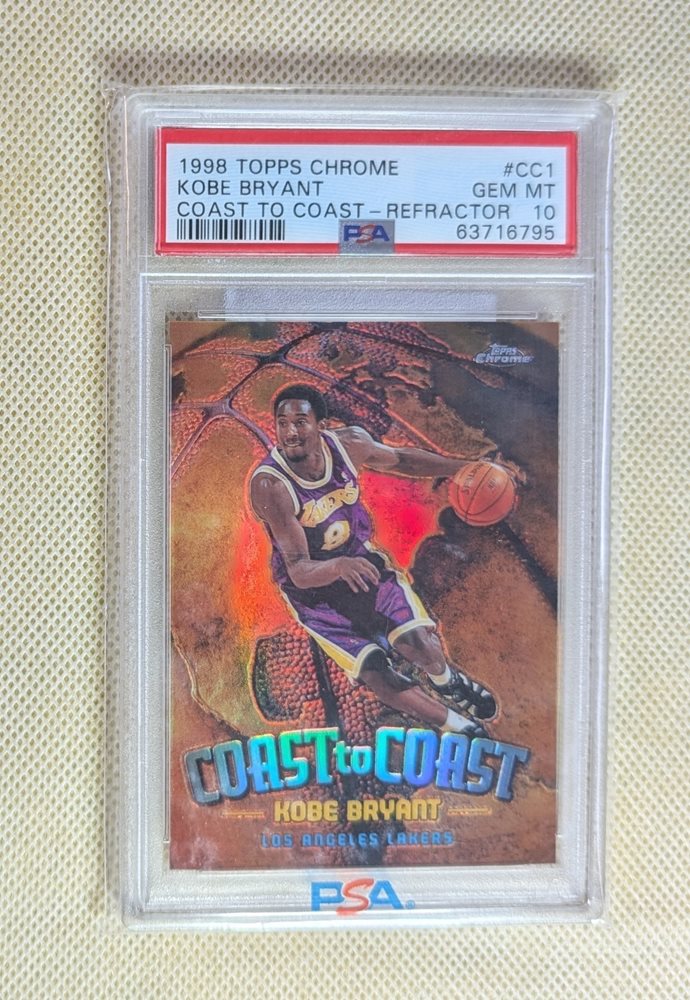 1998 TOPPS CHROME #CC1
KOBE BRYANT GEM MT
COAST TO COAST - REFRACTOR 10
PSA 63716795
TOPPS
Chrome
LAKERS
8
COAST to COAST
KOBE BRYANT
LOS ANGELES LAKERS
PSA